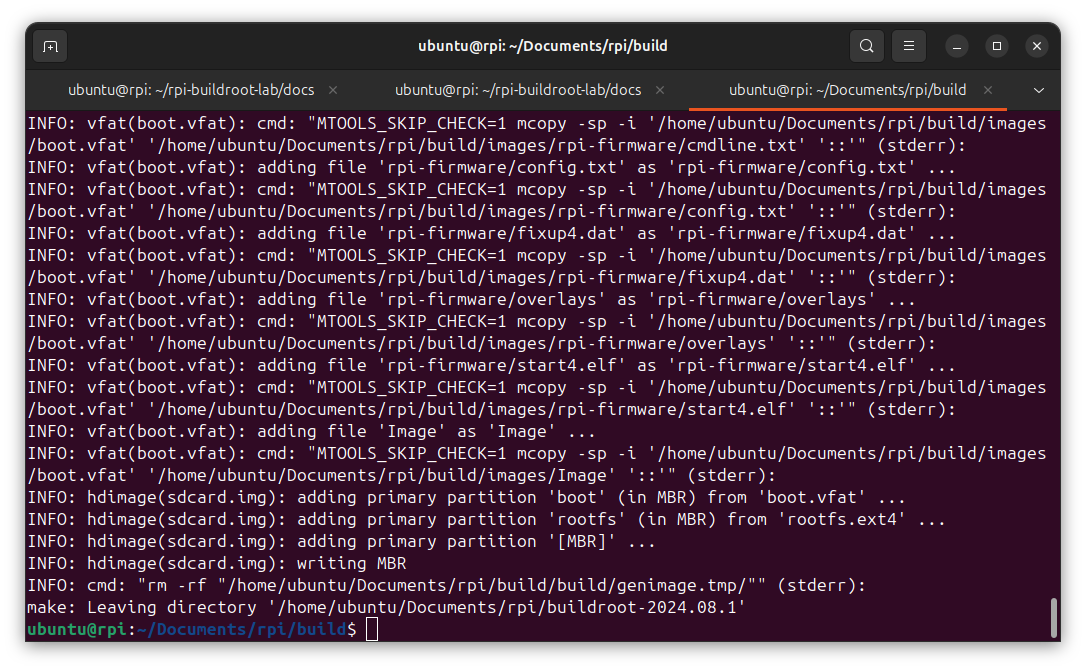 ubuntu@rpi: ~/Documents/rpi/build
ubuntu@rpi: ~/rpi-buildroot-lab/docs
ubuntu@rpi: ~/rpi-buildroot-lab/docs
ubuntu@rpi: ~/Documents/rpi/build
INFO: vfat(boot.vfat): cmd: "MTOOLS_SKIP_CHECK=1 mcopy -sp -i '/home/ubuntu/Documents/rpi/build/images
/boot.vfat' '/home/ubuntu/Documents/rpi/build/images/rpi-firmware/cmdline.txt' '::'" (stderr):
INFO: vfat(boot.vfat): adding file 'rpi-firmware/config.txt' as 'rpi-firmware/config.txt' ...
INFO: vfat(boot.vfat): cmd: "MTOOLS_SKIP_CHECK=1 mcopy -sp -i '/home/ubuntu/Documents/rpi/build/images
/boot.vfat' '/home/ubuntu/Documents/rpi/build/images/rpi-firmware/config.txt' '::'" (stderr):
INFO: vfat(boot.vfat): adding file 'rpi-firmware/fixup4.dat' as 'rpi-firmware/fixup4.dat' ...
INFO: vfat(boot.vfat): cmd: "MTOOLS_SKIP_CHECK=1 mcopy -sp -i '/home/ubuntu/Documents/rpi/build/images
/boot.vfat' '/home/ubuntu/Documents/rpi/build/images/rpi-firmware/fixup4.dat' '::'" (stderr):
INFO: vfat(boot.vfat): adding file 'rpi-firmware/overlays' as 'rpi-firmware/overlays' ...
INFO: vfat(boot.vfat): cmd: "MTOOLS_SKIP_CHECK=1 mcopy -sp -i '/home/ubuntu/Documents/rpi/build/images
/boot.vfat' '/home/ubuntu/Documents/rpi/build/images/rpi-firmware/overlays' '::'" (stderr):
INFO: vfat(boot.vfat): adding file 'rpi-firmware/start4.elf' as 'rpi-firmware/start4.elf' ...
INFO: vfat(boot.vfat): cmd: "MTOOLS_SKIP_CHECK=1 mcopy -sp -i '/home/ubuntu/Documents/rpi/build/images
/boot.vfat' '/home/ubuntu/Documents/rpi/build/images/rpi-firmware/start4.elf' '::'" (stderr):
INFO: vfat(boot.vfat): adding file 'Image' as 'Image' ...
INFO: vfat(boot.vfat): cmd: "MTOOLS_SKIP_CHECK=1 mcopy -sp -i '/home/ubuntu/Documents/rpi/build/images
/boot.vfat' '/home/ubuntu/Documents/rpi/build/images/Image' '::'" (stderr):
INFO: hdimage(sdcard.img): adding primary partition 'boot' (in MBR) from 'boot.vfat' ...
INFO: hdimage(sdcard.img): adding primary partition 'rootfs' (in MBR) from 'rootfs.ext4' ...
INFO: hdimage(sdcard.img): adding primary partition '[MBR]' ...
INFO: hdimage(sdcard.img): writing MBR
INFO: cmd: "rm -rf "/home/ubuntu/Documents/rpi/build/build/genimage.tmp/"" (stderr):
make: Leaving directory '/home/ubuntu/Documents/rpi/buildroot-2024.08.1'
ubuntu@rpi:~/Documents/rpi/build$